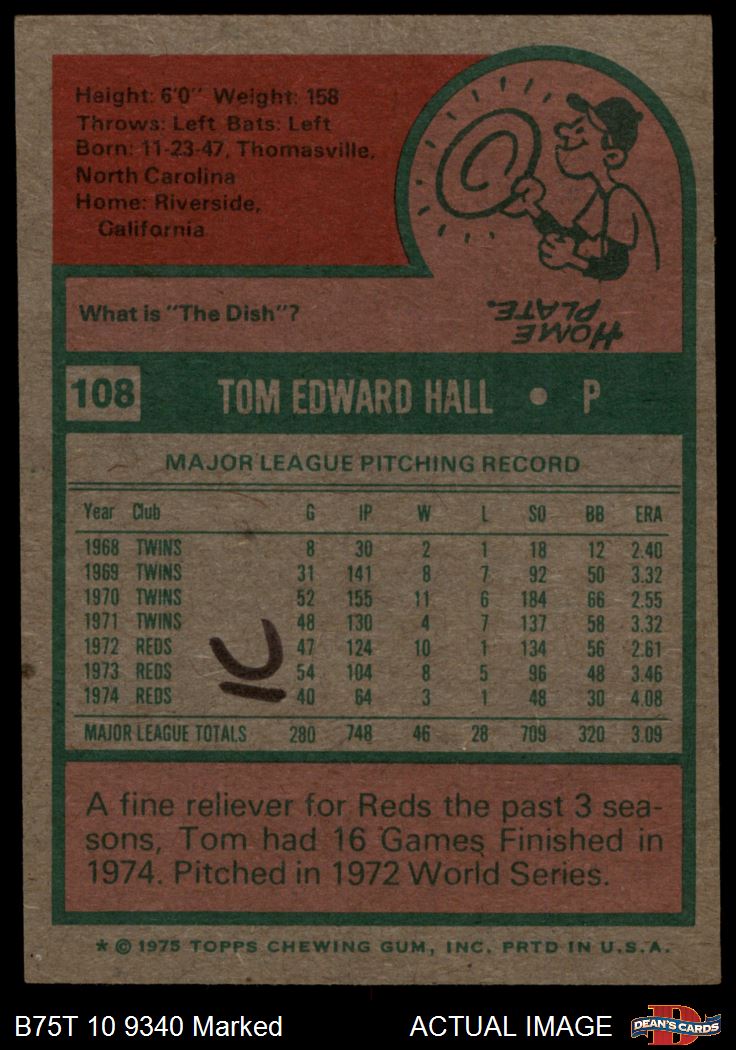 Height: 6'0" Weight: 158
Throws: Left Bats: Left
Born: 11-23-47, Thomasville,
North Carolina
Home: Riverside,
California
What is "The Dish"?
HOME
PLATE.
108 TOM EDWARD HALL • P
MAJOR LEAGUE PITCHING RECORD
Year Club G IP W L SO BB ERA
1968 TWINS 8 30 2 1 18 12 2.40
1969 TWINS 31 141 8 7 92 50 3.32
1970 TWINS 52 155 11 6 184 66 2.55
1971 TWINS 48 130 4 7 137 58 3.32
1972 REDS 47 124 10 1 134 56 2.61
1973 REDS 54 104 8 5 96 48 3.46
1974 REDS 40 64 3 1 48 30 4.08
MAJOR LEAGUE TOTALS 280 748 46 28 709 320 3.09
A fine reliever for Reds the past 3 sea-
sons, Tom had 16 Games Finished in
1974. Pitched in 1972 World Series.
* © 1975 TOPPS CHEWING GUM, INC. PRTD IN U.S.A.
B75T 10 9340 Marked ACTUAL IMAGE
DEAN'S CARDS